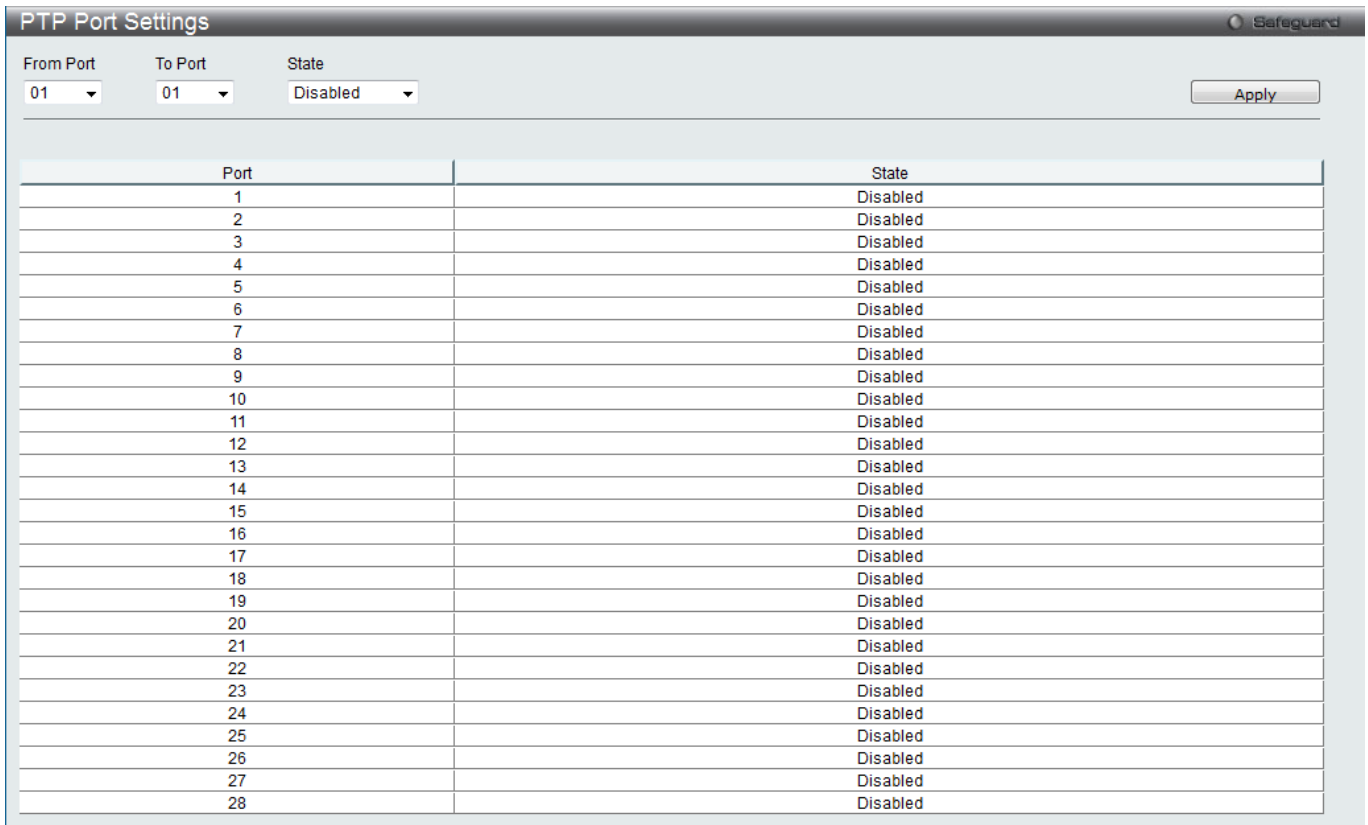 PTP Port Settings Safeguard
From Port To Port State
01 01 Disabled Apply
Port State
1 Disabled
2 Disabled
3 Disabled
4 Disabled
5 Disabled
6 Disabled
7 Disabled
8 Disabled
9 Disabled
10 Disabled
11 Disabled
12 Disabled
13 Disabled
14 Disabled
15 Disabled
16 Disabled
17 Disabled
18 Disabled
19 Disabled
20 Disabled
21 Disabled
22 Disabled
23 Disabled
24 Disabled
25 Disabled
26 Disabled
27 Disabled
28 Disabled